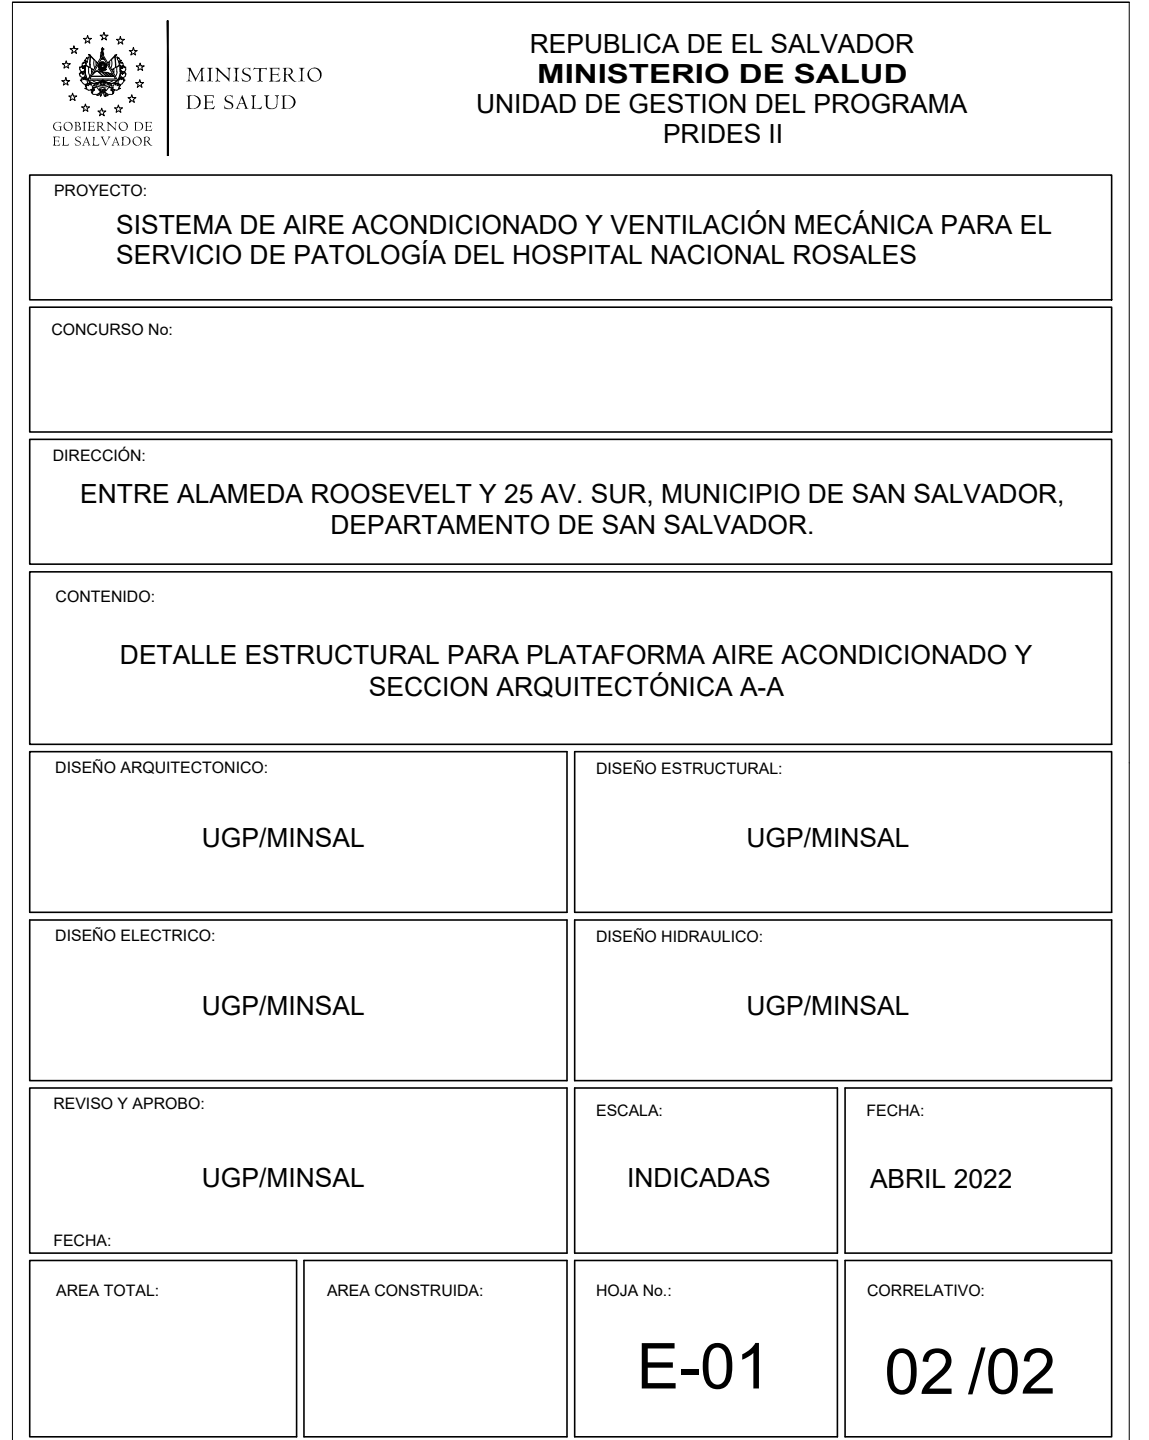 GOBIERNO DE
EL SALVADOR
MINISTERIO
DE SALUD
REPUBLICA DE EL SALVADOR
MINISTERIO DE SALUD
UNIDAD DE GESTION DEL PROGRAMA
PRIDES II
PROYECTO:
SISTEMA DE AIRE ACONDICIONADO Y VENTILACIÓN MECÁNICA PARA EL
SERVICIO DE PATOLOGÍA DEL HOSPITAL NACIONAL ROSALES
CONCURSO No:
DIRECCIÓN:
ENTRE ALAMEDA ROOSEVELT Y 25 AV. SUR, MUNICIPIO DE SAN SALVADOR,
DEPARTAMENTO DE SAN SALVADOR.
CONTENIDO:
DETALLE ESTRUCTURAL PARA PLATAFORMA AIRE ACONDICIONADO Y
SECCION ARQUITECTÓNICA A-A
DISEÑO ARQUITECTONICO:
UGP/MINSAL
DISEÑO ESTRUCTURAL:
UGP/MINSAL
DISEÑO ELECTRICO:
UGP/MINSAL
DISEÑO HIDRAULICO:
UGP/MINSAL
REVISO Y APROBO:
UGP/MINSAL
FECHA:
ESCALA:
INDICADAS
FECHA:
ABRIL 2022
AREA TOTAL:
AREA CONSTRUIDA:
HOJA No.:
E-01
CORRELATIVO:
02 /02